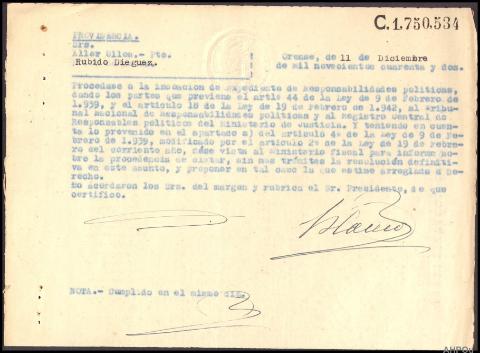 C.1.750.534
PROVIDENCIA.
Srs.
Aller Ulloa.- Pte.
Rubido Dieguez.
Orense, de 11 de Diciembre
de mil novecientos cuarenta y dos.
Procédase a la incoación de expediente de Responsabilidades políticas,
dando los partes que previene el artlc 44 de la Ley de 9 de Febrero de
1.939, y el artículo 18 de la Ley de 19 de Febrero de 1.942, al Tribu-
nal Nacional de Responsabilidades políticas y al Registro Central de
Responsabilidades políticas del Ministerio de Justicia. Y teniendo en cuen-
ta lo prevenido en el apartado a) del artículo 4º de la Ley de 9 de Fe-
brero de 1.939, modificado por el artículo 2º de la Ley de 19 de Febre-
ro del corriente año, dése vista al Ministerio fiscal para informe so-
bre la procedencia de dictar, sin mas trámites la resolución definiti-
va en este asunto, y proponer en tal caso la que estime arreglada a De-
recho.
Lo acordaron los Srs. del margen y rubrica el Sr. Presidente, de que
certifico.
NOTA.- Cumplido en el mismo día.
AHPOu